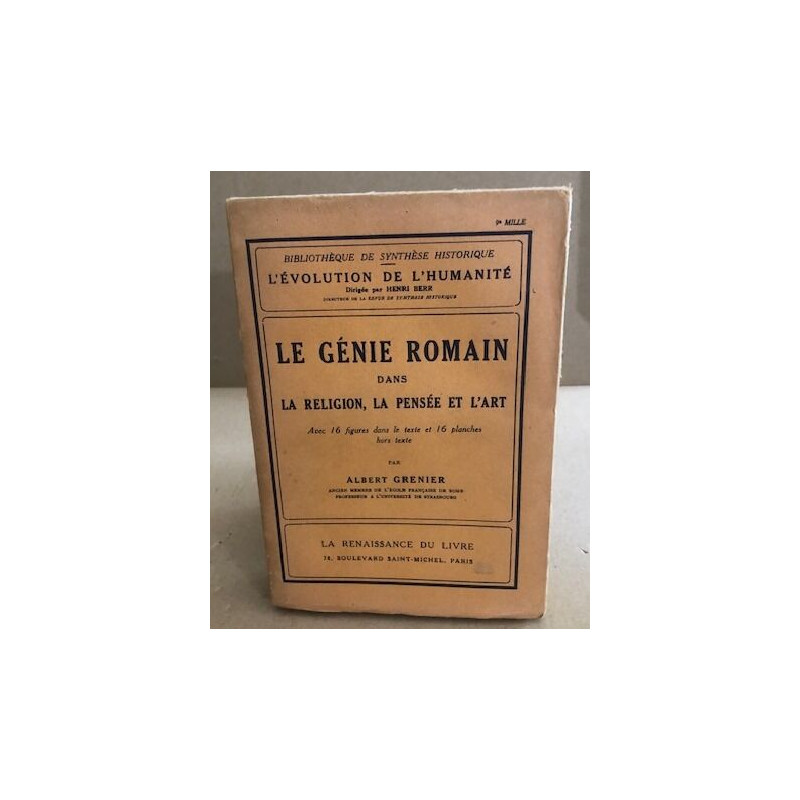 9e MILLE
BIBLIOTHÈQUE DE SYNTHÈSE HISTORIQUE
L'ÉVOLUTION DE L'HUMANITÉ
Dirigée par HENRI BERR
DIRECTEUR DE LA REVUE DE SYNTHÈSE HISTORIQUE
LE GÉNIE ROMAIN
DANS
LA RELIGION, LA PENSÉE ET L'ART
Avec 16 figures dans le texte et 16 planches
hors texte
PAR
ALBERT GRENIER
ANCIEN MEMBRE DE L'ÉCOLE FRANÇAISE DE ROME
PROFESSEUR A L'UNIVERSITÉ DE STRASBOURG
LA RENAISSANCE DU LIVRE
78, BOULEVARD SAINT-MICHEL, PARIS